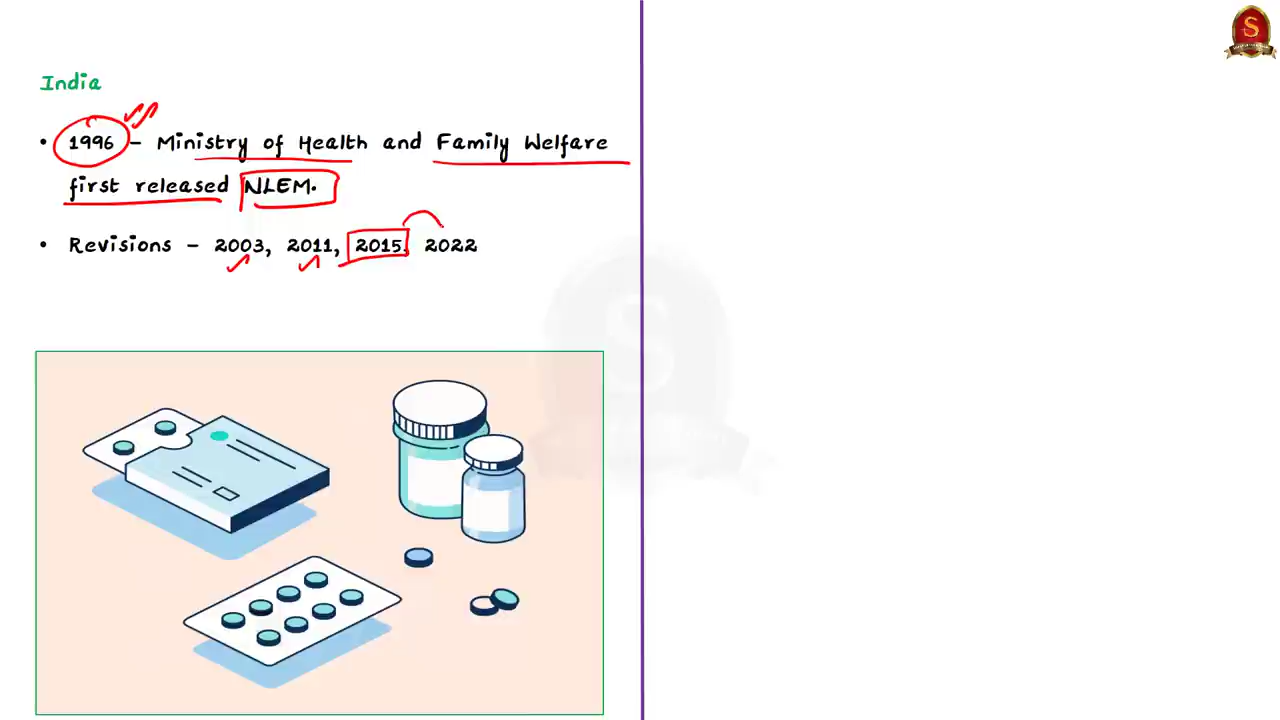 India
• 1996 - Ministry of Health and Family Welfare
first released NLEM.
• Revisions - 2003, 2011, 2015, 2022
S
S